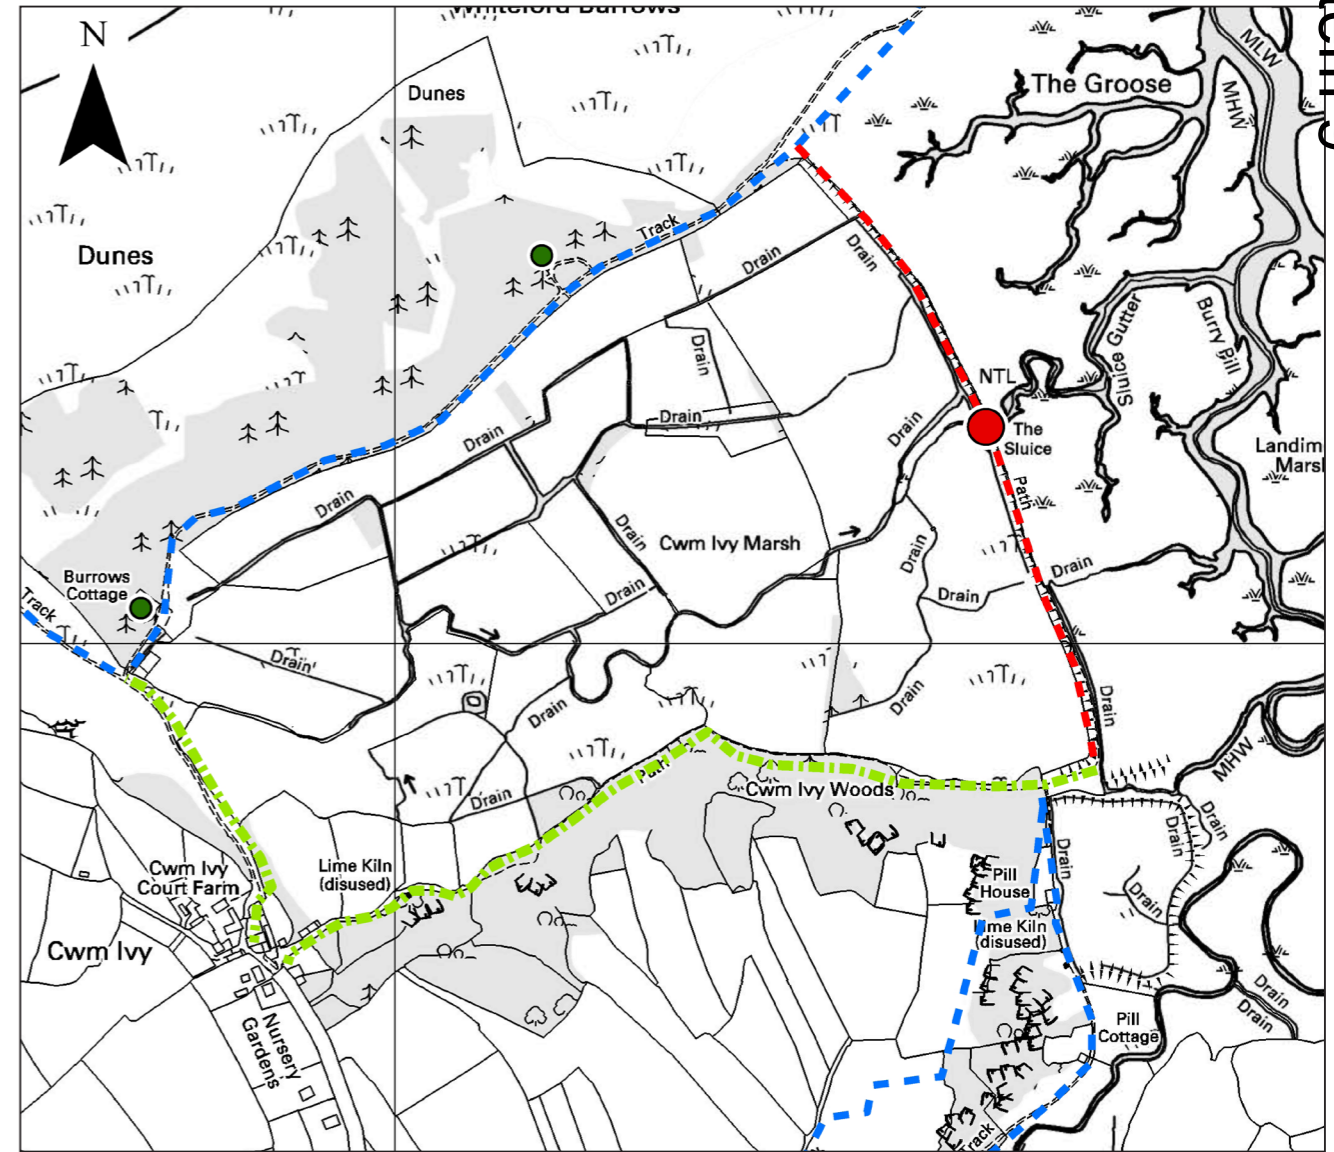 Whiteford Burrows
N
MLW
Dunes
The Groose
MHW
Track
Dunes
Drain
Drain
Drain
Sluice Gutter
Burry Pill
NTL
Drain
Drain
The
Sluice
Drain
Landim
Marsl
Drain
Path
Drain
Cwm Ivy Marsh
Drain
Drain
Burrows
Cottage
Drain
Drain
Track
Drain
Drain
Drain
Drain
MHW
Path
Cwm Ivy Woods
Drain
Drain
Drain
Drain
Lime Kiln
(disused)
Cwm Ivy
Court Farm
Pill
House
Drain
Lime Kiln
(disused)
Cwm Ivy
Drain
Drain
Nursery
Gardens
Pill
Cottage
Track